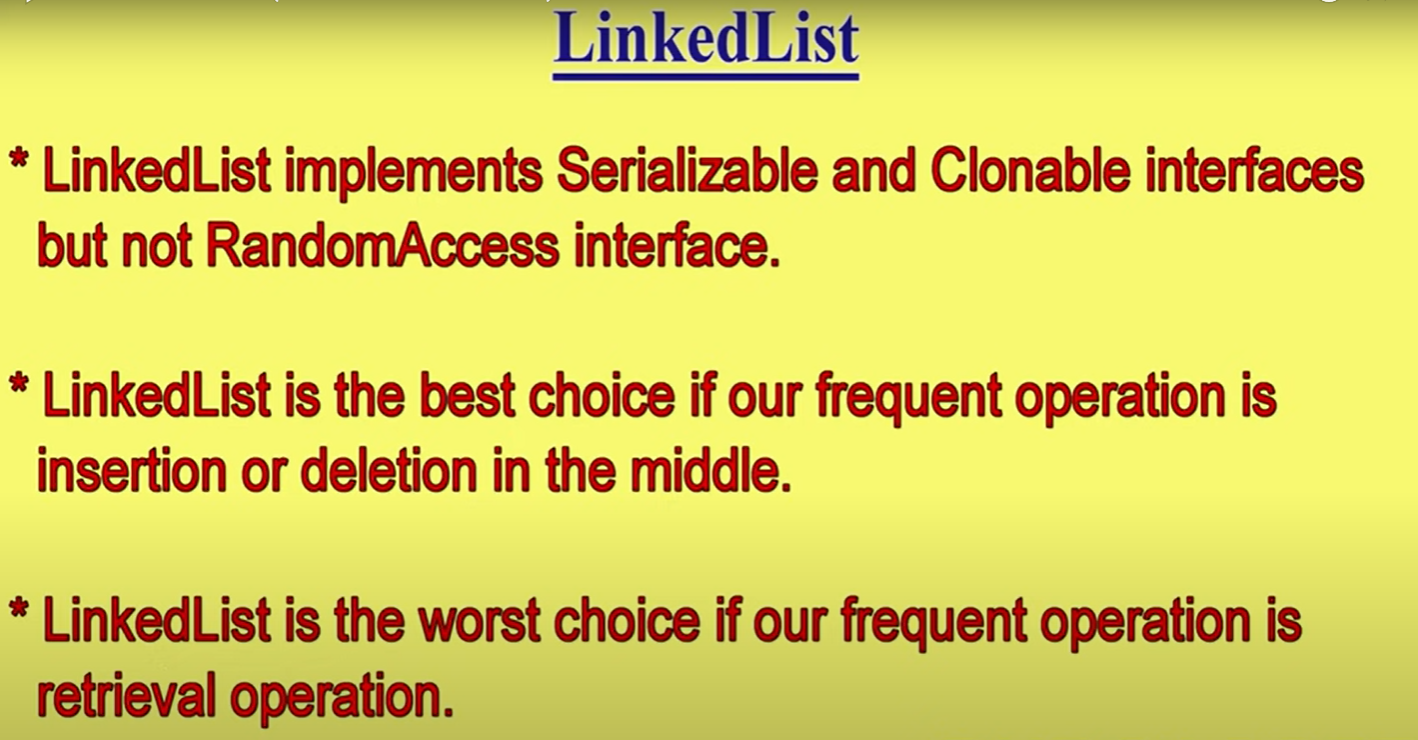 LinkedList
* LinkedList implements Serializable and Clonable interfaces
but not RandomAccess interface.
* LinkedList is the best choice if our frequent operation is
insertion or deletion in the middle.
* LinkedList is the worst choice if our frequent operation is
retrieval operation.